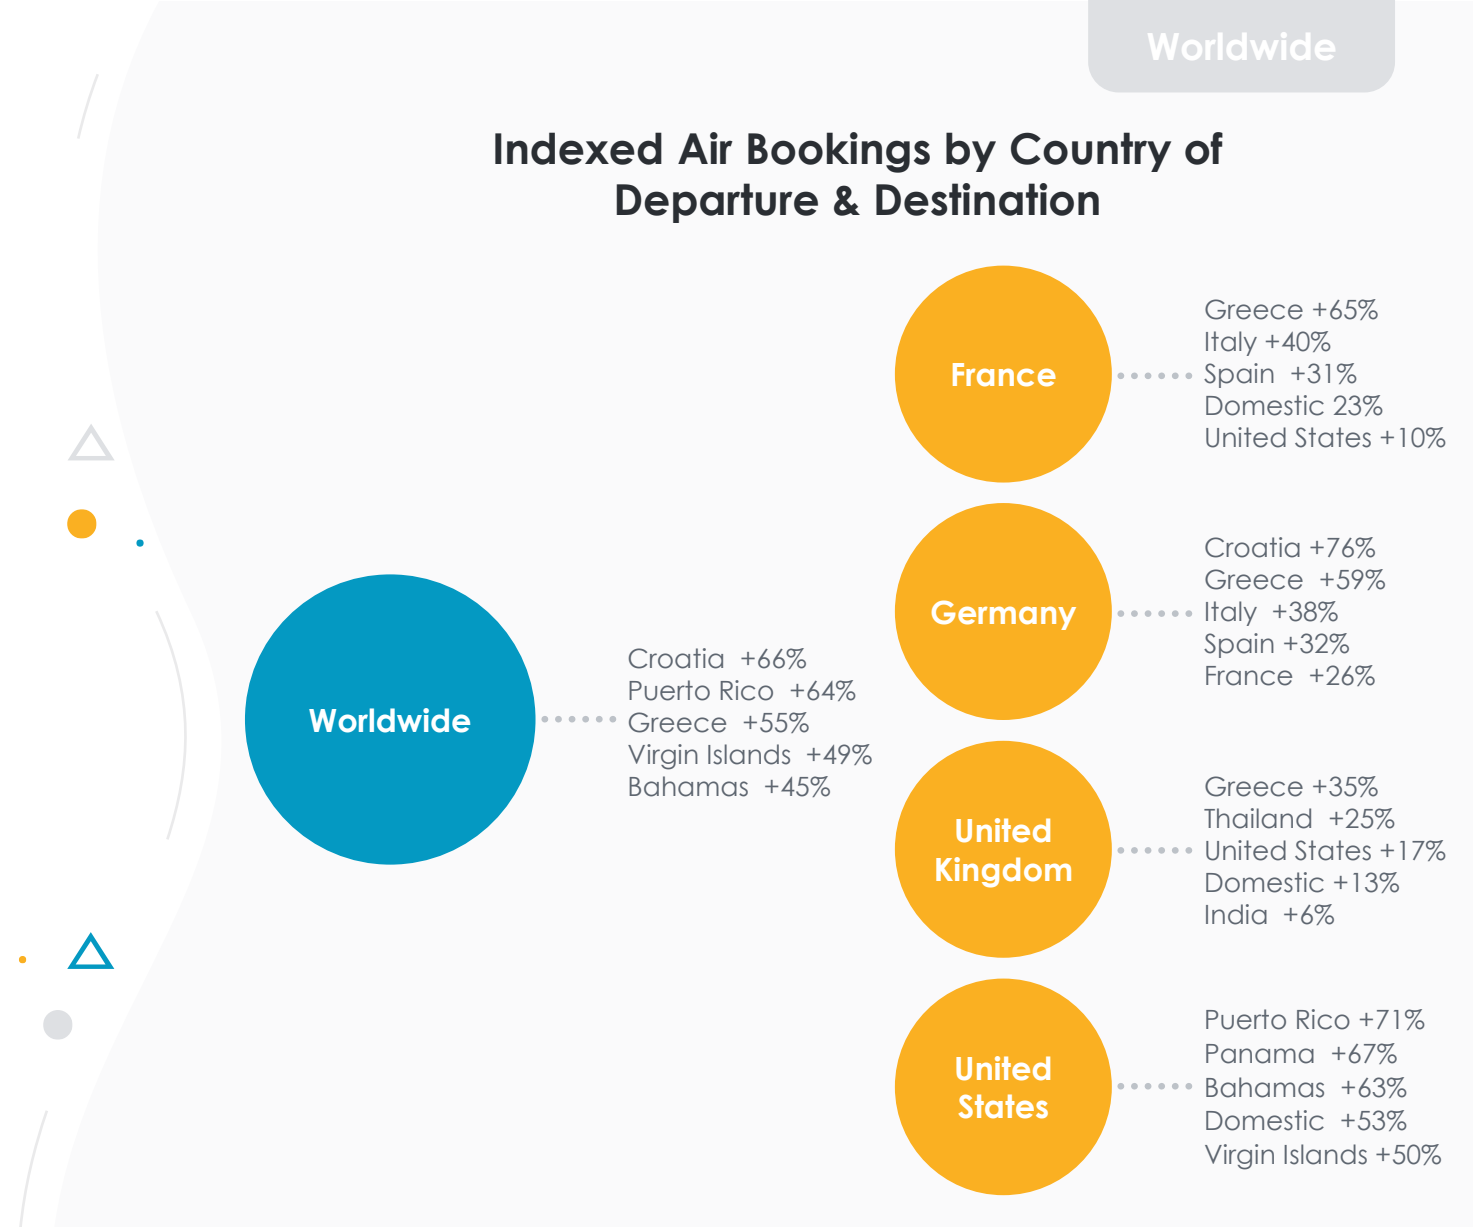 Worldwide
Indexed Air Bookings by Country of
Departure & Destination
Worldwide
Croatia +66%
Puerto Rico +64%
Greece +55%
Virgin Islands +49%
Bahamas +45%
France
Greece +65%
Italy +40%
Spain +31%
Domestic 23%
United States +10%
Germany
Croatia +76%
Greece +59%
Italy +38%
Spain +32%
France +26%
United
Kingdom
Greece +35%
Thailand +25%
United States +17%
Domestic +13%
India +6%
United
States
Puerto Rico +71%
Panama +67%
Bahamas +63%
Domestic +53%
Virgin Islands +50%